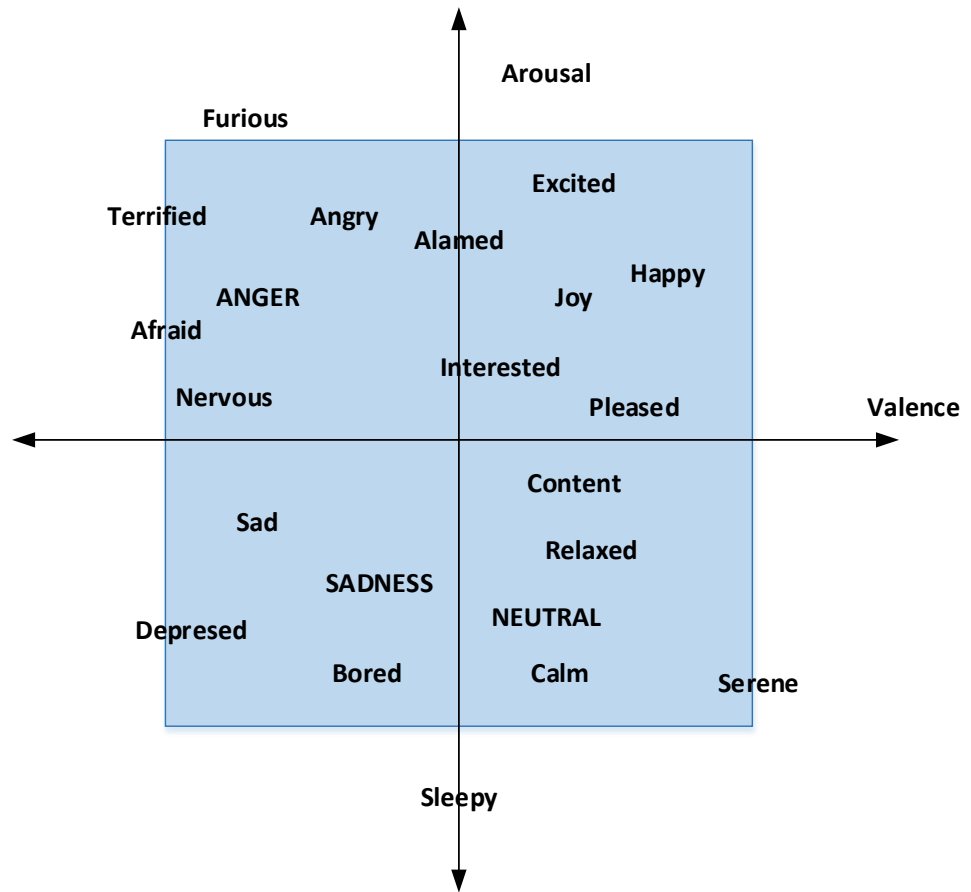 Arousal
Furious
Excited
Terrified
Angry
Alamed
Happy
ANGER
Joy
Afraid
Interested
Nervous
Pleased
Valence
Content
Sad
Relaxed
SADNESS
NEUTRAL
Depresed
Bored
Calm
Serene
Sleepy